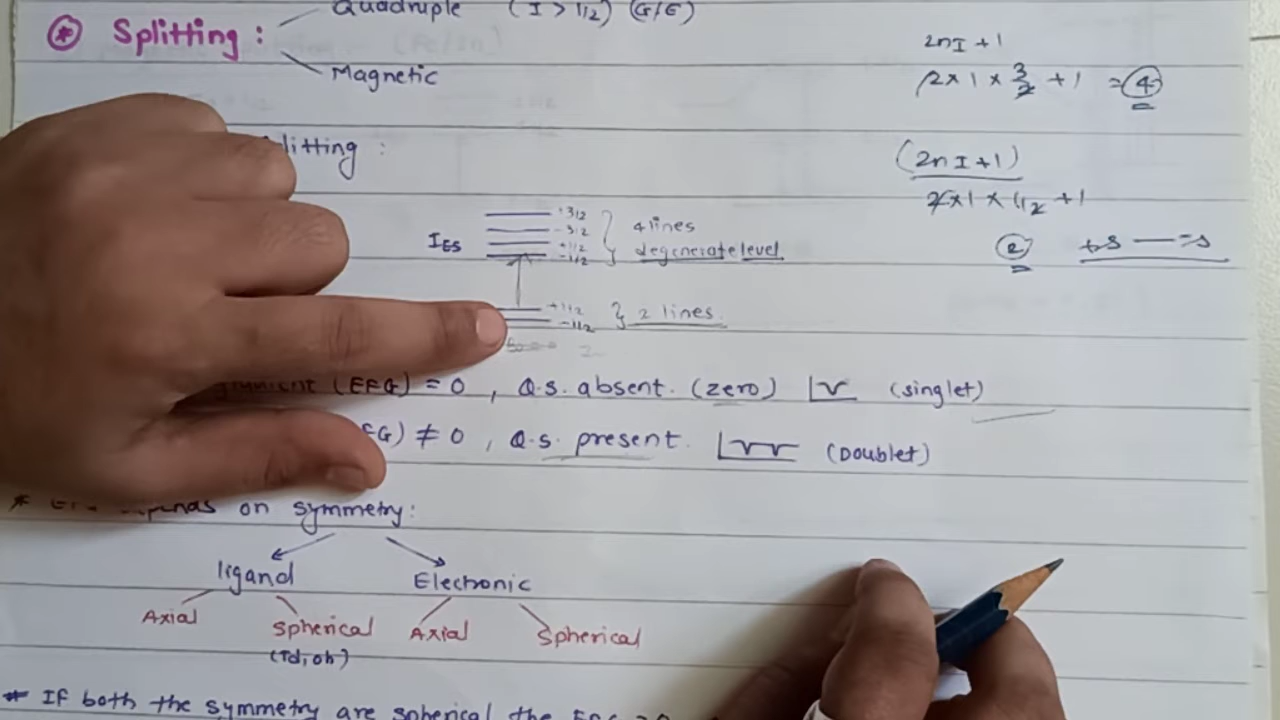 Quadruple (I > 1/2) (G/E)
* Splitting :
Magnetic
2nI + 1
2 x 1 x 3/2 + 1 = 4
litting :
(2nI + 1)
2 x 1 x 1/2 + 1
2
+s — -s
IES
+3/2
-3/2
+1/2
-1/2
4 lines
degenerate level
+1/2
-1/2
2 lines.
(EFG) = 0 , Q.s. absent. (zero) (singlet)
FG) ≠ 0 , Q.s. present. (Doublet)
* on symmetry :
ligand Electronic
Axial Spherical Axial Spherical
(Td, oh)
* If both the symmetry are spherical the